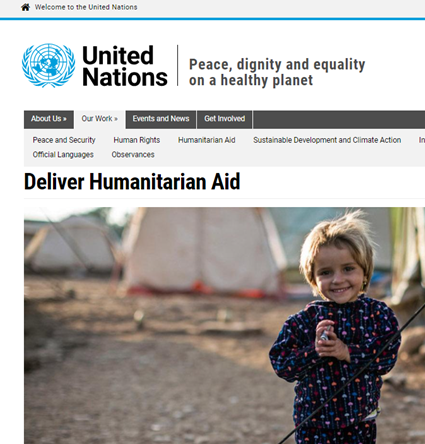 Welcome to the United Nations
United
Nations
Peace, dignity and equality
on a healthy planet
About Us » Our Work » Events and News Get Involved
Peace and Security Human Rights Humanitarian Aid Sustainable Development and Climate Action
Official Languages Observances
Deliver Humanitarian Aid